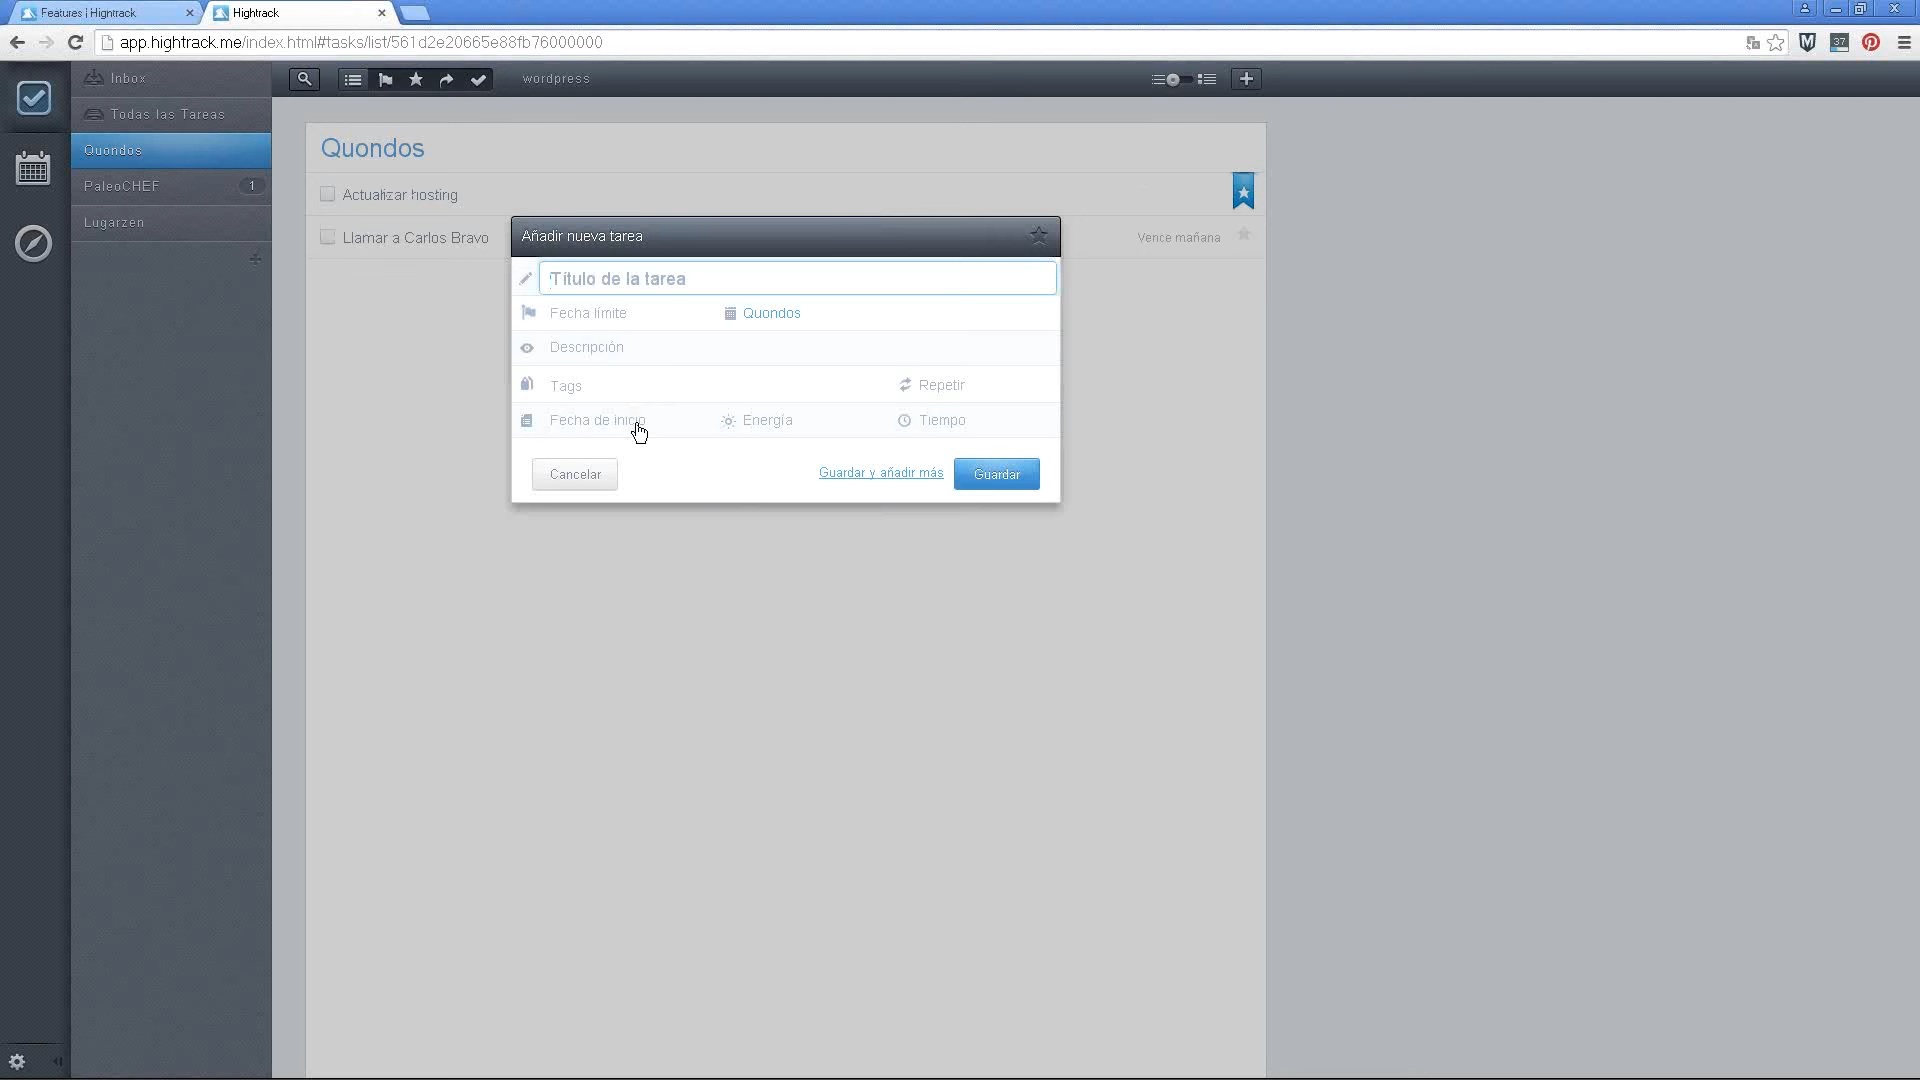 Features | Hightrack
Hightrack
app.hightrack.me/index.html#tasks/list/561d2e20665e88fb76000000
37
Inbox
Todas las Tareas
Quondos
PaleoCHEF
1
Lugarzen
wordpress
Quondos
Actualizar hosting
Llamar a Carlos Bravo
Vence mañana
Añadir nueva tarea
Título de la tarea
Fecha límite
Quondos
Descripción
Tags
Repetir
Fecha de inicio
Energía
Tiempo
Cancelar
Guardar y añadir más
Guardar